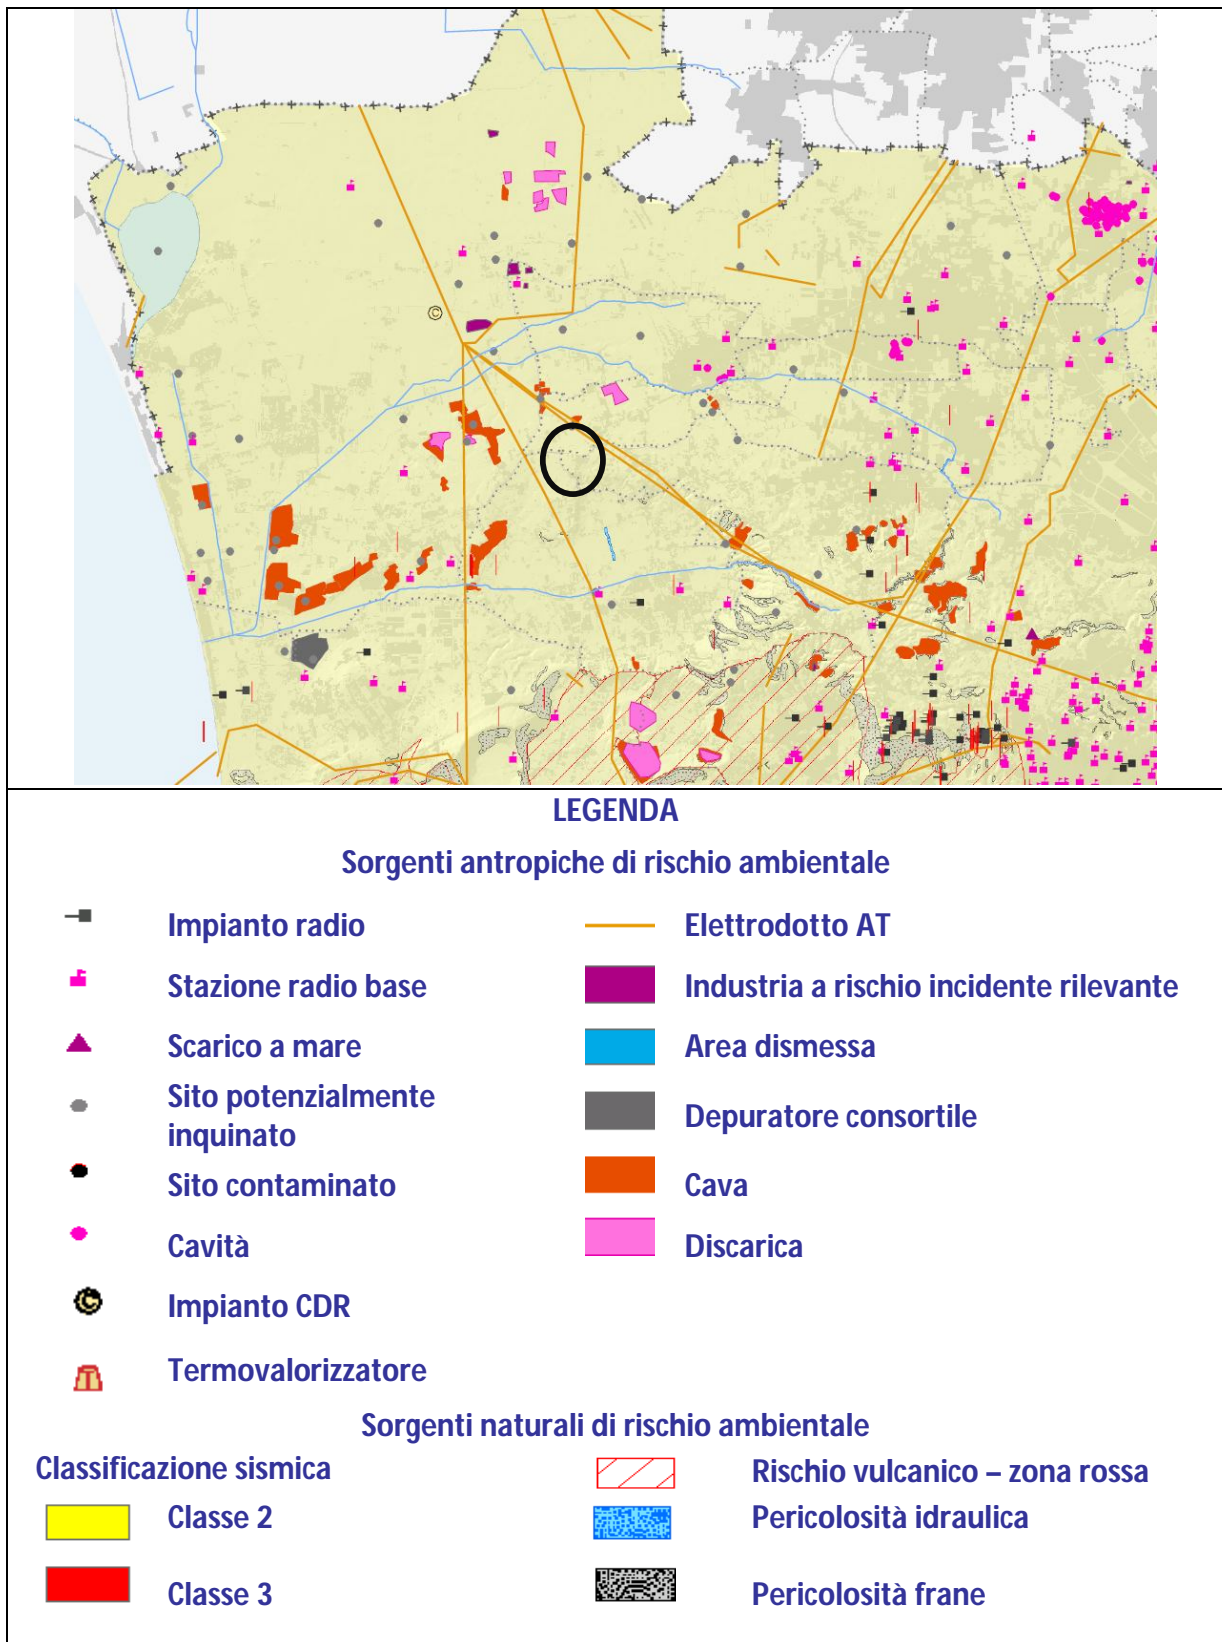 ©
LEGENDA
Sorgenti antropiche di rischio ambientale
Impianto radio
Elettrodotto AT
Stazione radio base
Industria a rischio incidente rilevante
Scarico a mare
Area dismessa
Sito potenzialmente
inquinato
Depuratore consortile
Sito contaminato
Cava
Cavità
Discarica
© Impianto CDR
Termovalorizzatore
Sorgenti naturali di rischio ambientale
Classificazione sismica
Rischio vulcanico – zona rossa
Classe 2
Pericolosità idraulica
Classe 3
Pericolosità frane